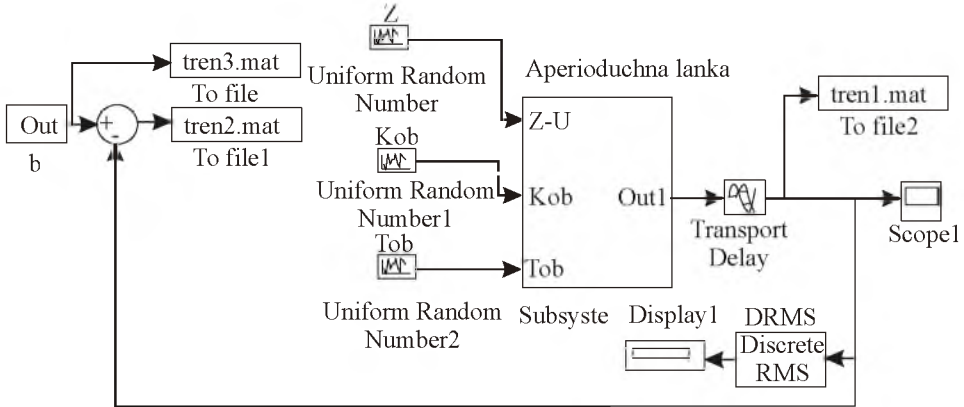 Z
tren3.mat
To file
Out
b
+
-
tren2.mat
To file1
Uniform Random
Number
Kob
Uniform Random
Number1
Tob
Uniform Random
Number2
Aperioduchna lanka
Z-U
Kob
Out1
Tob
Subsyste
Transport
Delay
tren1.mat
To file2
Scope1
Display1
DRMS
Discrete
RMS